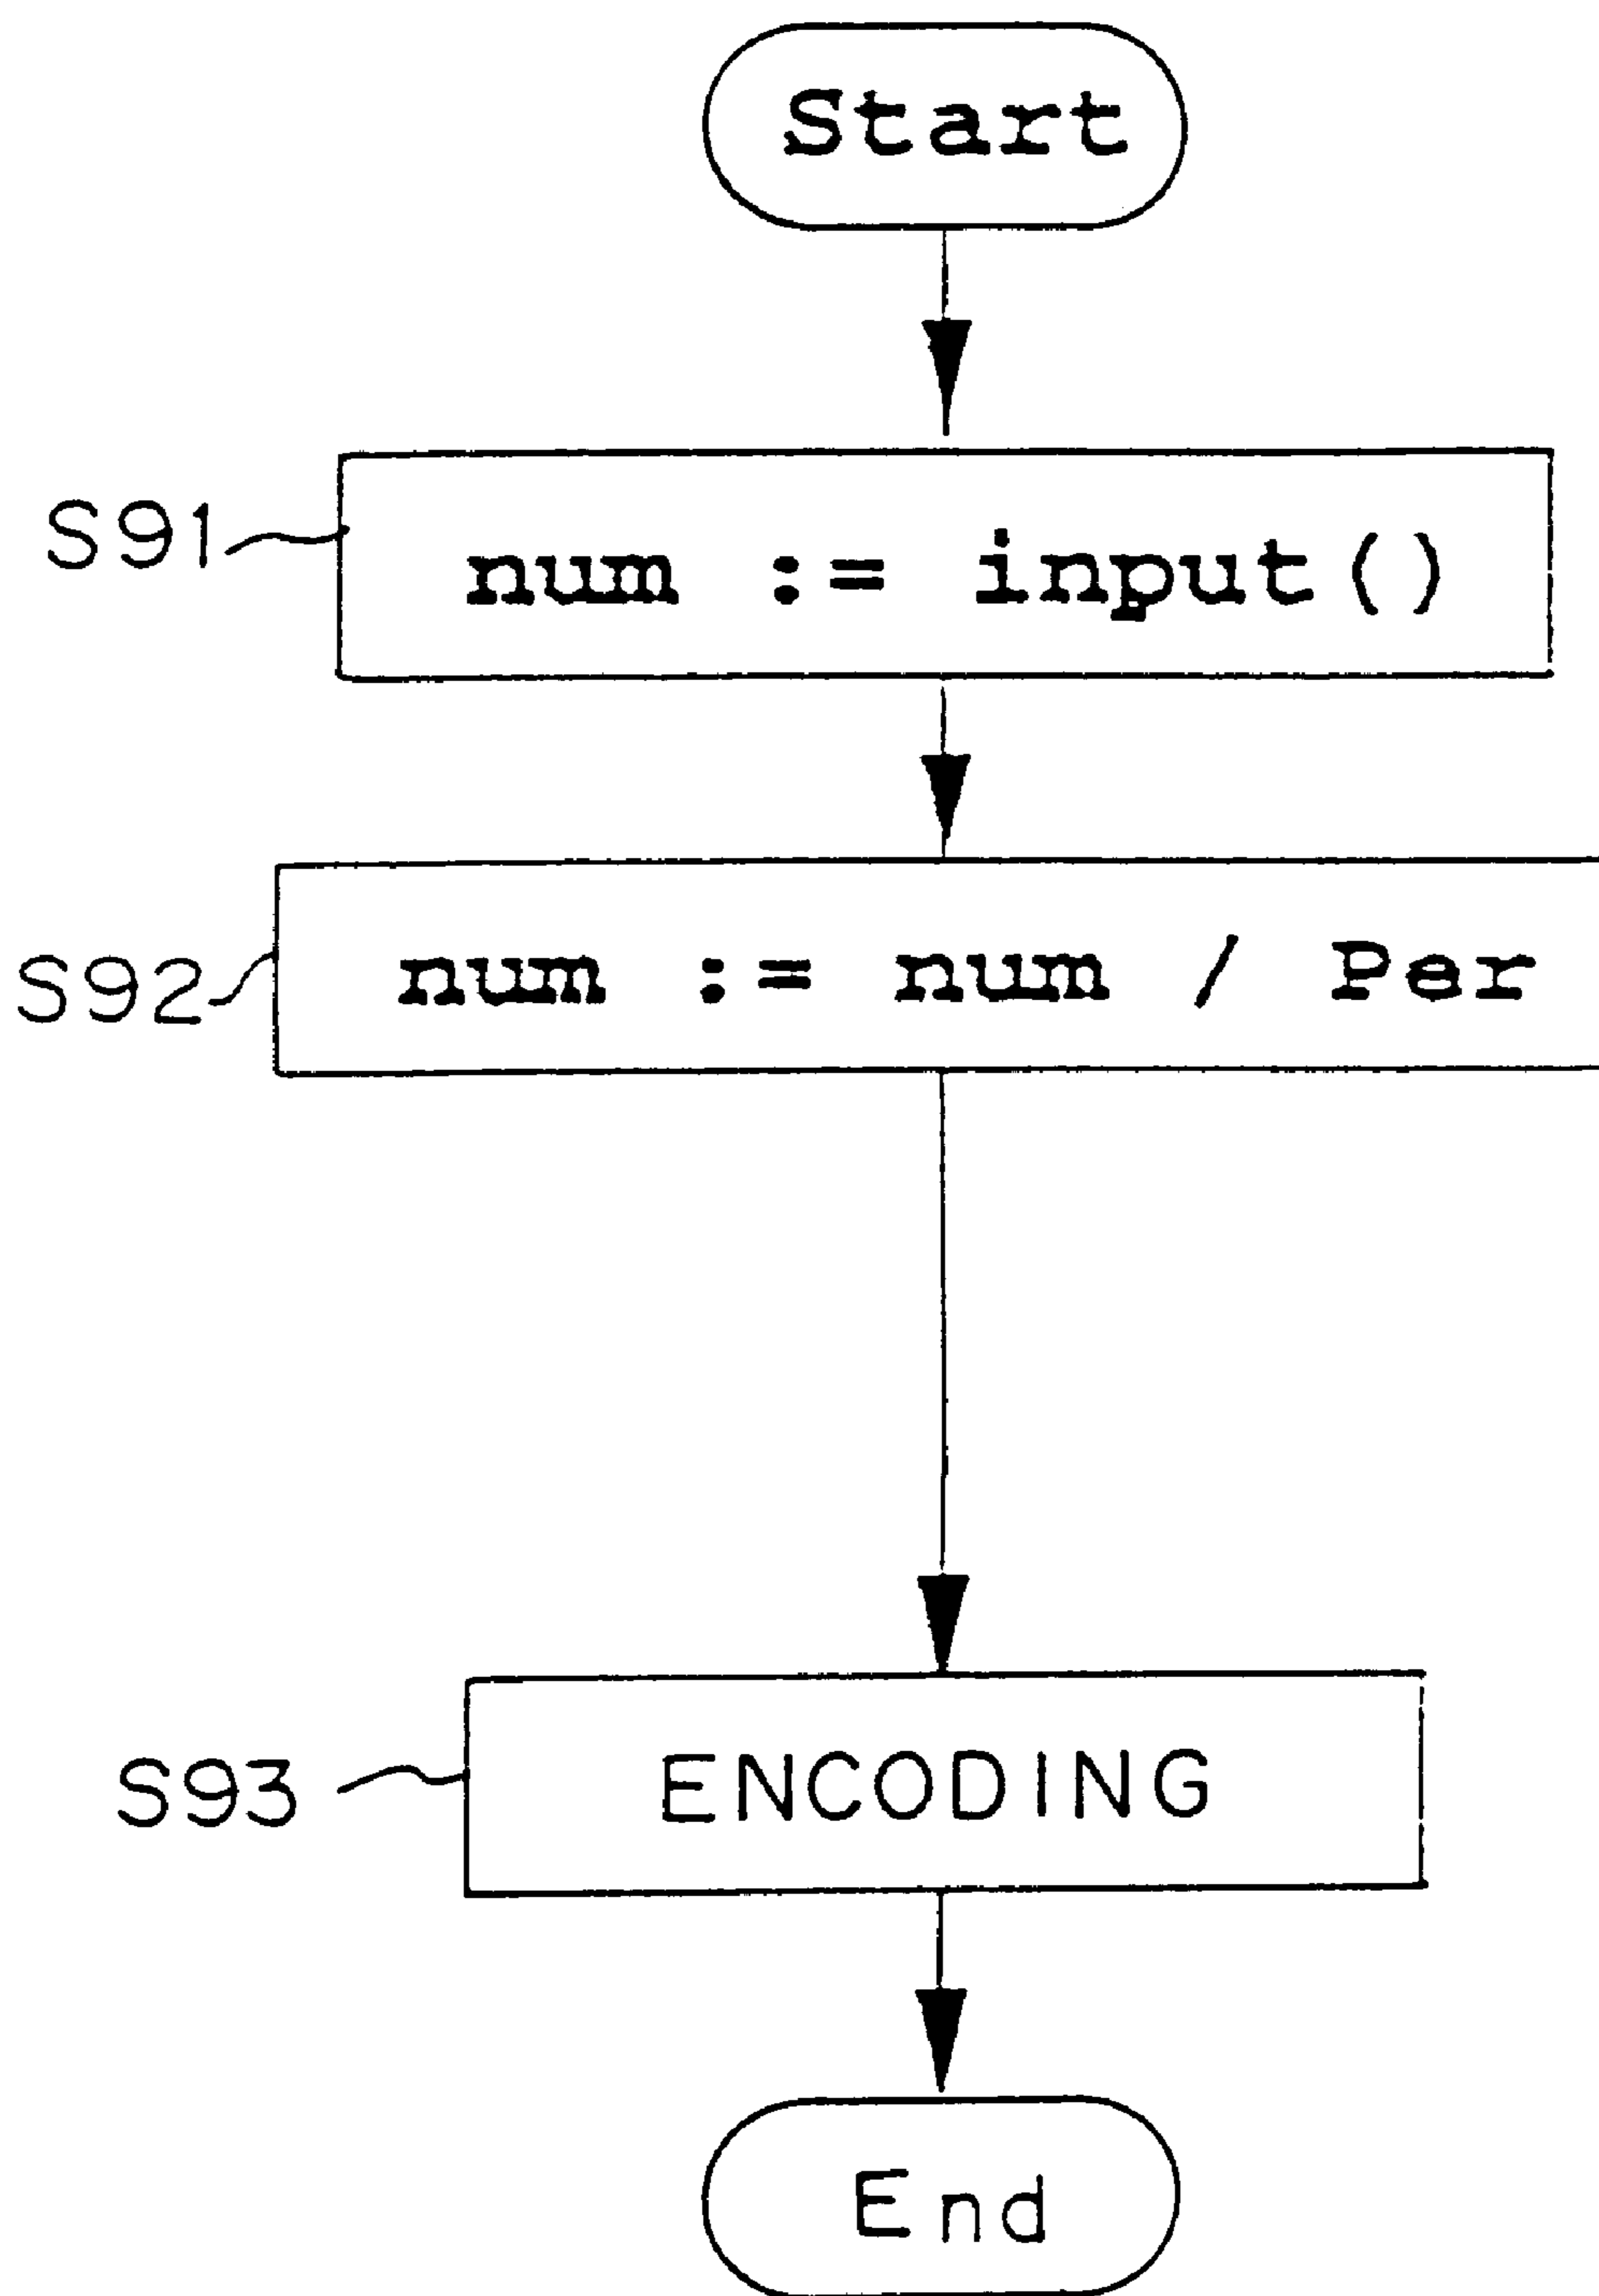 Start
S91
num := input()
S92
num := num / Per
S93
ENCODING
End